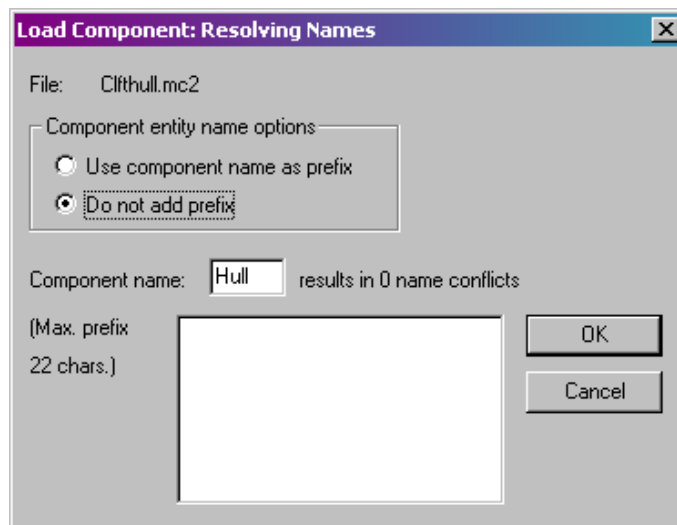 Load Component: Resolving Names
File: Clfthull.mc2
Component entity name options
Use component name as prefix
Do not add prefix
Component name: Hull results in 0 name conflicts
(Max. prefix
22 chars.)
OK
Cancel